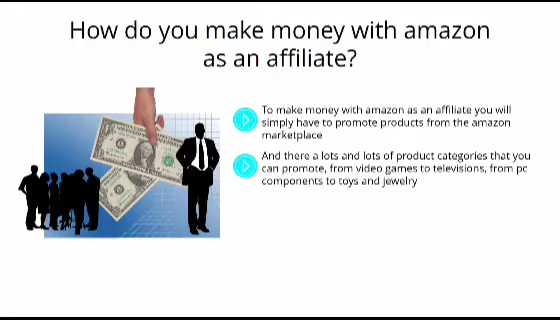 How do you make money with amazon
as an affiliate?
To make money with amazon as an affiliate you will
simply have to promote products from the amazon
marketplace
And there a lots and lots of product categories that you
can promote, from video games to televisions, from pc
components to toys and jewelry